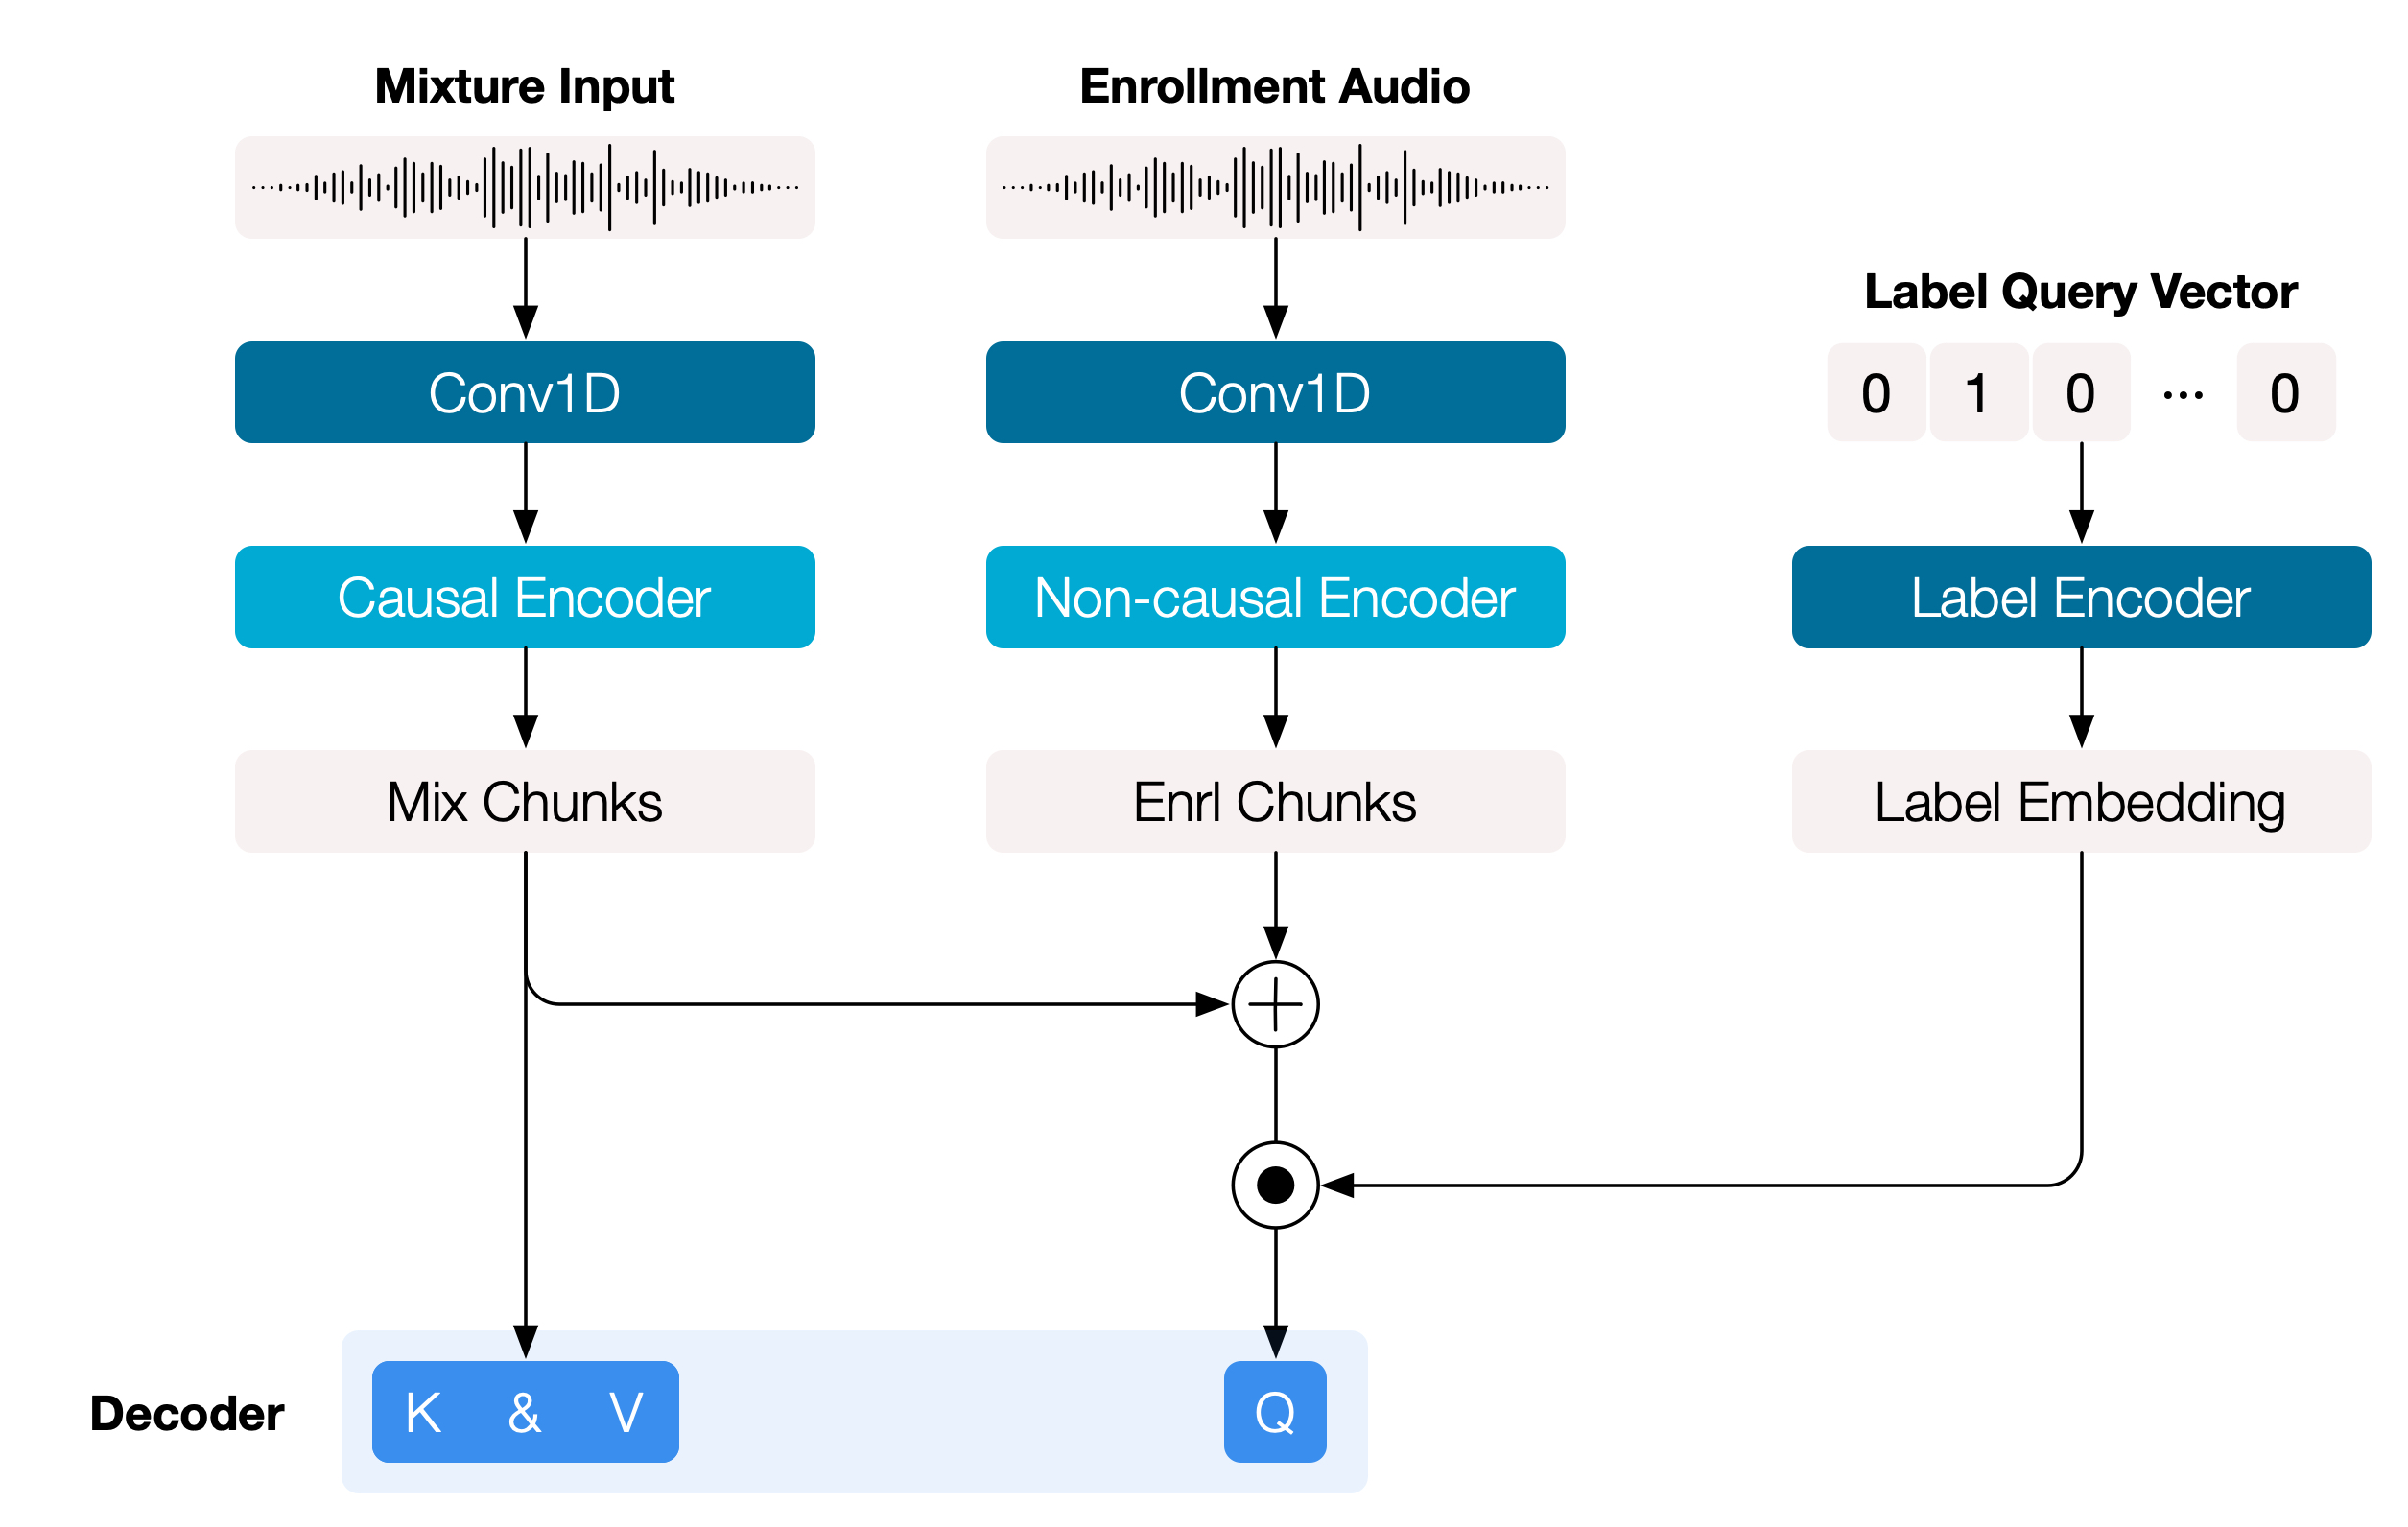 Mixture Input
Enrollment Audio
Label Query Vector
Conv1D
Conv1D
0 1 0 ... 0
Causal Encoder
Non-causal Encoder
Label Encoder
Mix Chunks
Enrl Chunks
Label Embedding
Decoder
K & V
Q